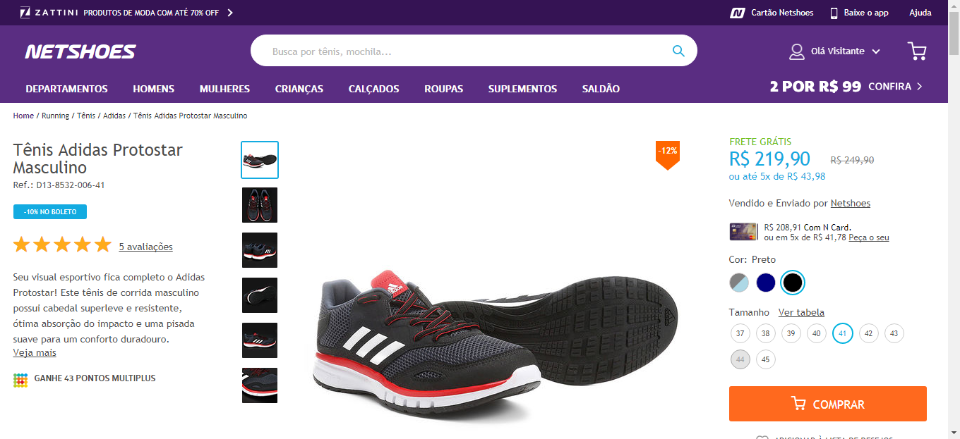 ZATTINI PRODUTOS DE MODA COM ATÉ 70% OFF
Cartão Netshoes
Baixe o app
Ajuda
NETSHOES
Busca por tênis, mochila...
Olá Visitante
DEPARTAMENTOS HOMENS MULHERES CRIANÇAS CALÇADOS ROUPAS SUPLEMENTOS SALDÃO
2 POR R$ 99 CONFIRA
Home / Running / Tênis / Adidas / Tênis Adidas Protostar Masculino
Tênis Adidas Protostar
Masculino
Ref.: D13-8532-006-41
-10% NO BOLETO
5 avaliações
Seu visual esportivo fica completo o Adidas
Protostar! Este tênis de corrida masculino
possui cabedal superleve e resistente,
ótima absorção do impacto e uma pisada
suave para um conforto duradouro.
Veja mais
GANHE 43 PONTOS MULTIPLUS
-12%
adidas
FRETE GRÁTIS
R$ 219,90 R$ 249,90
ou até 5x de R$ 43,98
Vendido e Enviado por Netshoes
R$ 208,91 Com N Card.
ou em 5x de R$ 41,78 Peça o seu
Cor: Preto
Tamanho Ver tabela
37 38 39 40 41 42 43
44 45
COMPRAR
ADICIONAR À LISTA DE DESEJOS